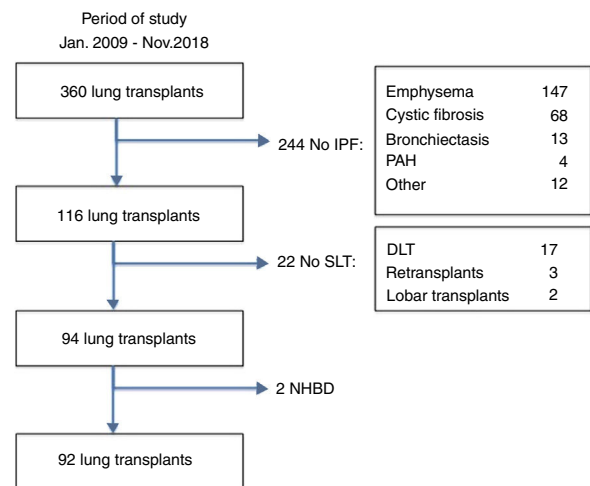 Period of study
Jan. 2009 - Nov.2018
360 lung transplants
244 No IPF:
Emphysema 147
Cystic fibrosis 68
Bronchiectasis 13
PAH 4
Other 12
116 lung transplants
22 No SLT:
DLT 17
Retransplants 3
Lobar transplants 2
94 lung transplants
2 NHBD
92 lung transplants